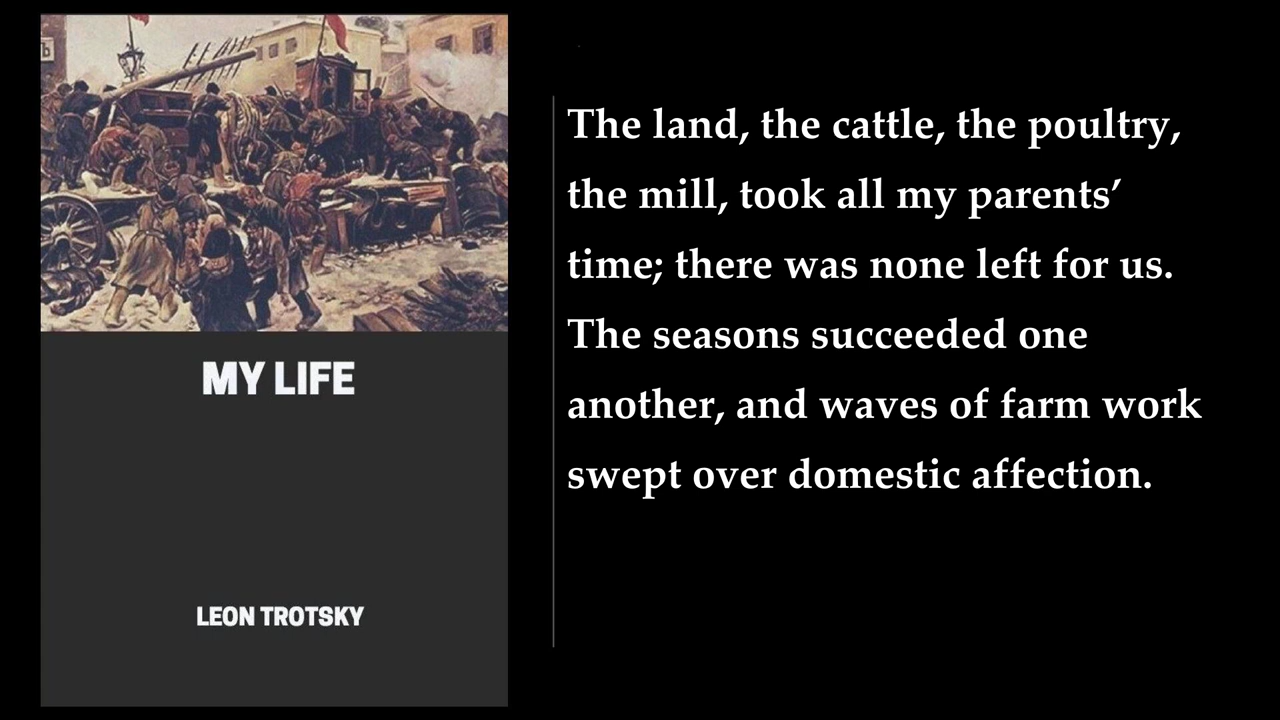 MY LIFE
LEON TROTSKY
The land, the cattle, the poultry,
the mill, took all my parents’
time; there was none left for us.
The seasons succeeded one
another, and waves of farm work
swept over domestic affection.